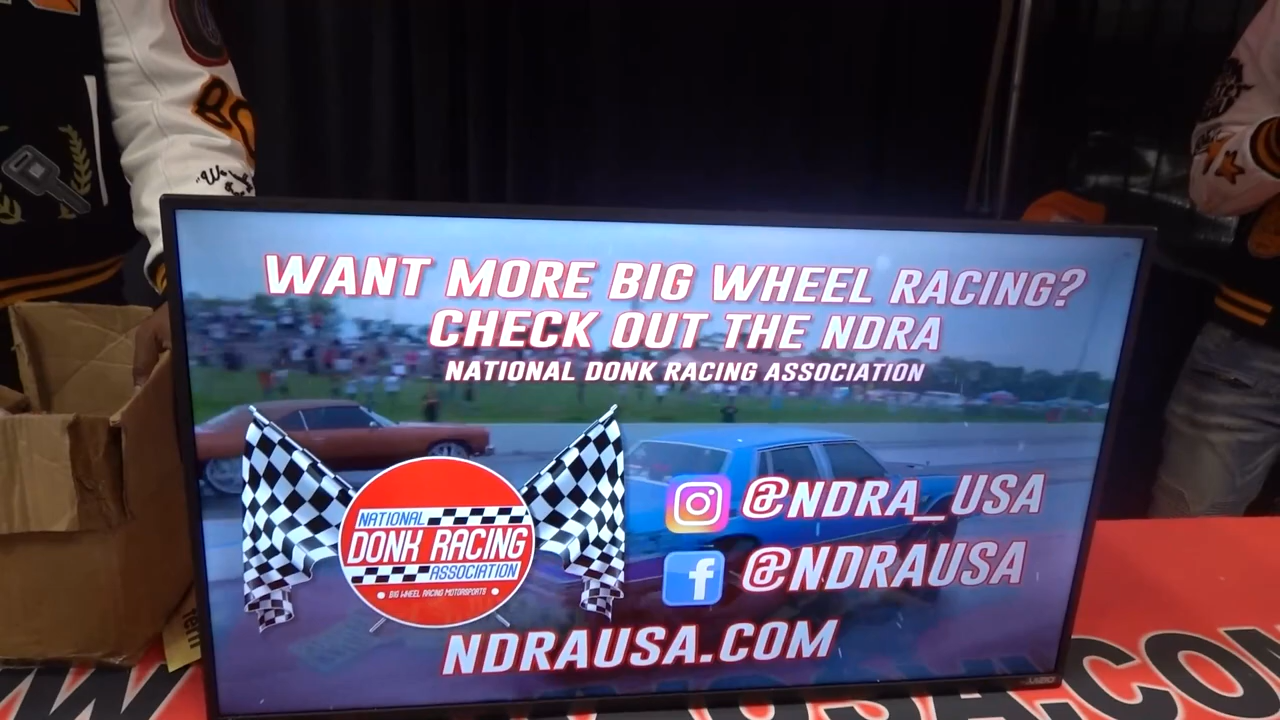 WANT MORE BIG WHEEL RACING?
CHECK OUT THE NDRA
NATIONAL DONK RACING ASSOCIATION
NATIONAL
DONK RACING
ASSOCIATION
BIG WHEEL RACING MOTORSPORTS
@NDRA_USA
f
@NDRAUSA
NDRAUSA.COM
VIZIO